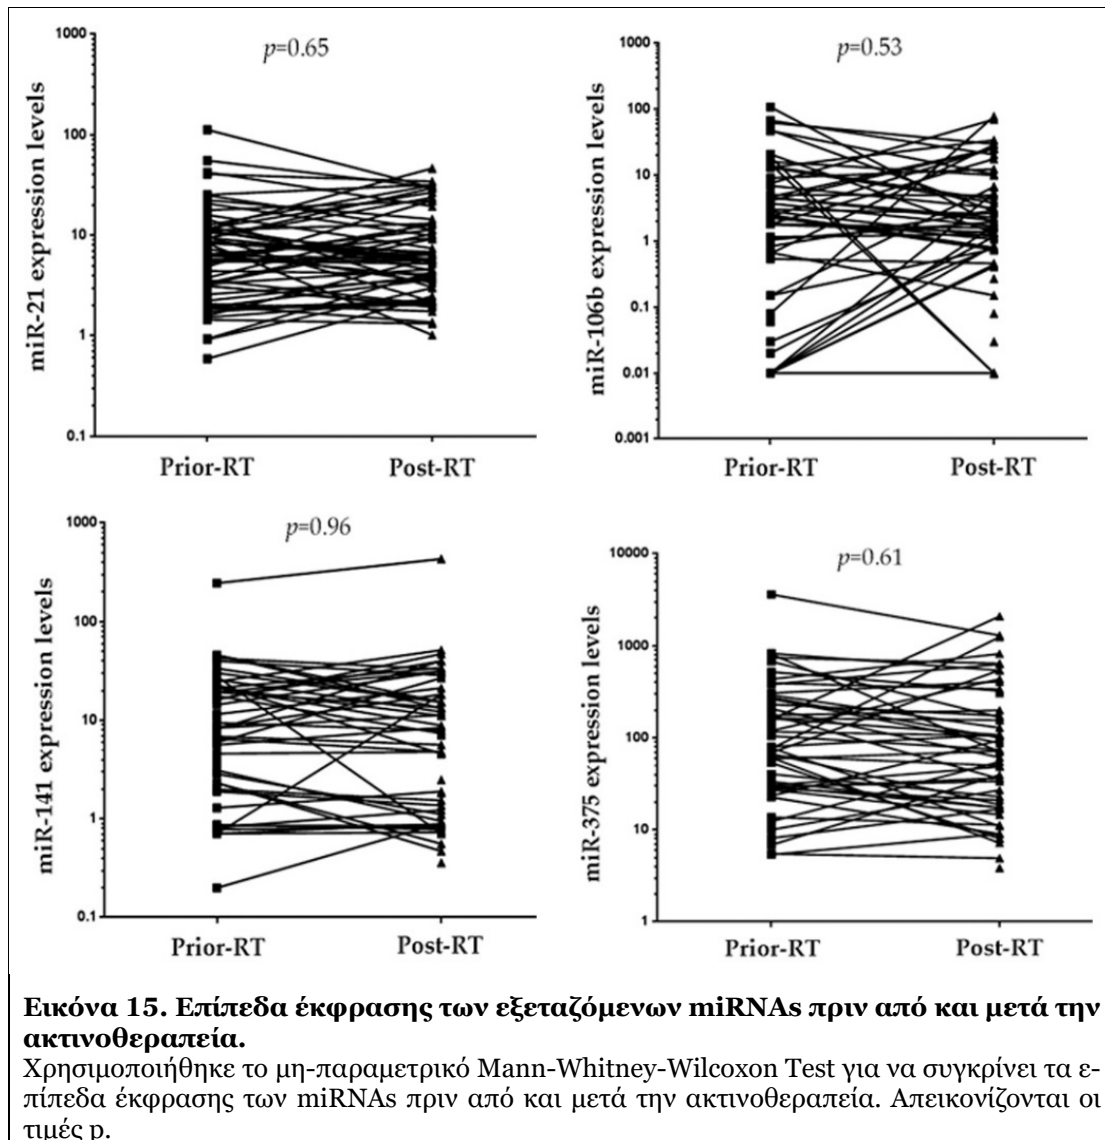 p=0.65
1000
100
10
1
0.1
miR-21 expression levels
Prior-RT Post-RT
p=0.53
1000
100
10
1
0.1
0.01
0.001
miR-106b expression levels
Prior-RT Post-RT
p=0.96
1000
100
10
1
0.1
miR-141 expression levels
Prior-RT Post-RT
p=0.61
10000
1000
100
10
1
miR-375 expression levels
Prior-RT Post-RT
Εικόνα 15. Επίπεδα έκφρασης των εξεταζόμενων miRNAs πριν από και μετά την
ακτινοθεραπεία.
Χρησιμοποιήθηκε το μη-παραμετρικό Mann-Whitney-Wilcoxon Test για να συγκρίνει τα ε-
πίπεδα έκφρασης των miRNAs πριν από και μετά την ακτινοθεραπεία. Απεικονίζονται οι
τιμές p.